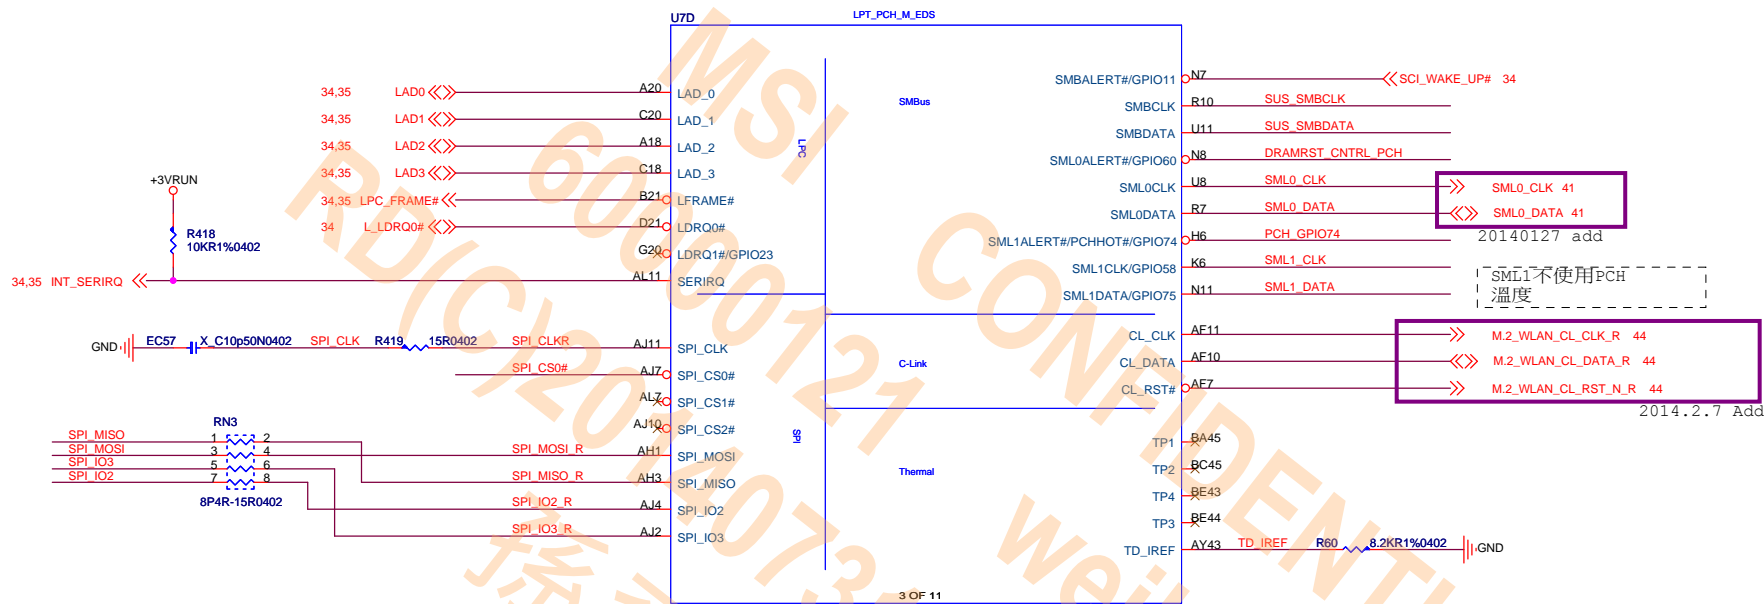 U7D
LPT_PCH_M_EDS
34,35 LAD0 A20 LAD_0
34,35 LAD1 C20 LAD_1
34,35 LAD2 A18 LAD_2
34,35 LAD3 C18 LAD_3
34,35 LPC_FRAME# B21 LFRAME#
34 L_LDRQ0# D21 LDRQ0#
G20 LDRQ1#/GPIO23
34,35 INT_SERIRQ AL11 SERIRQ
+3VRUN
R418
10KR1%0402
LPC
GND EC57 X_C10p50N0402 SPI_CLK R419 15R0402 SPI_CLKR AJ11 SPI_CLK
SPI_CS0# AJ7 SPI_CS0#
AL7 SPI_CS1#
AJ10 SPI_CS2#
RN3
SPI_MISO 1 2
SPI_MOSI 3 4 SPI_MOSI_R AH1 SPI_MOSI
SPI_IO3 5 6
SPI_IO2 7 8
SPI_MISO_R AH3 SPI_MISO
8P4R-15R0402
SPI_IO2_R AJ4 SPI_IO2
SPI_IO3_R AJ2 SPI_IO3
SPI
SMBus
SMBALERT#/GPIO11 N7 SCI_WAKE_UP# 34
SMBCLK R10 SUS_SMBCLK
SMBDATA U11 SUS_SMBDATA
SML0ALERT#/GPIO60 N8 DRAMRST_CNTRL_PCH
SML0CLK U8 SML0_CLK SML0_CLK 41
SML0DATA R7 SML0_DATA SML0_DATA 41
20140127 add
SML1ALERT#/PCHHOT#/GPIO74 H6 PCH_GPIO74
SML1CLK/GPIO58 K6 SML1_CLK
SML1DATA/GPIO75 N11 SML1_DATA
SML1不使用PCH
溫度
C-Link
CL_CLK AF11 M.2_WLAN_CL_CLK_R 44
CL_DATA AF10 M.2_WLAN_CL_DATA_R 44
CL_RST# AF7 M.2_WLAN_CL_RST_N_R 44
2014.2.7 Add
Thermal
TP1 BA45
TP2 BC45
TP4 BE43
TP3 BE44
TD_IREF AY43 TD_IREF R60 8.2KR1%0402 GND
3 OF 11
MSI CONFIDENTI
60000121
RD(C)20140731